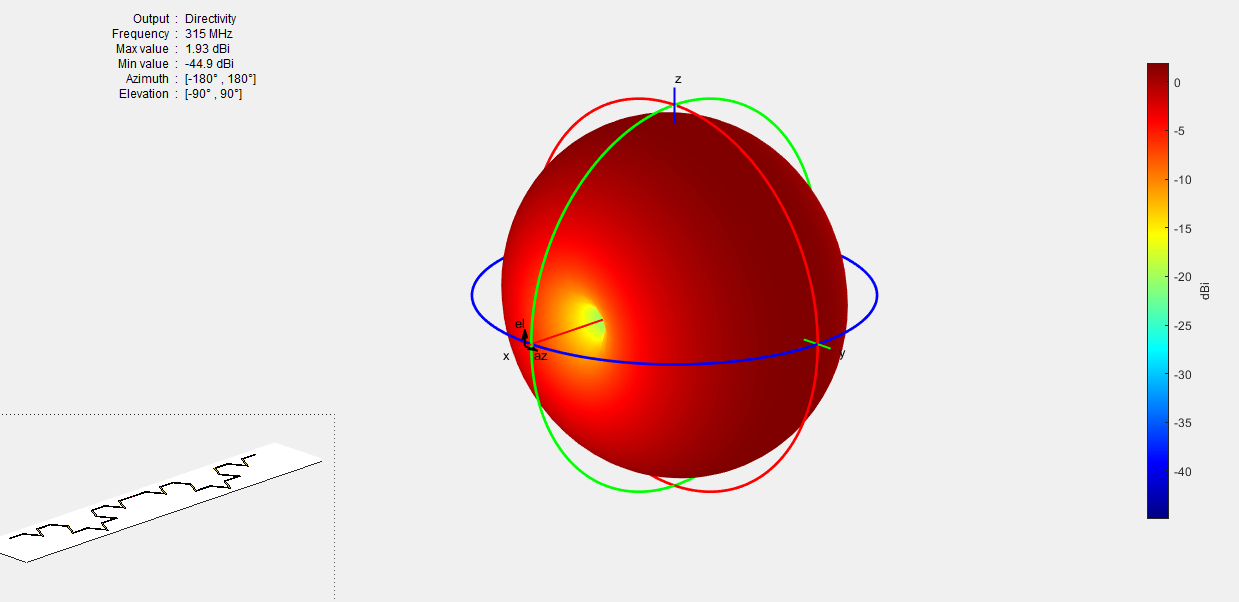 Output : Directivity
Frequency : 315 MHz
Max value : 1.93 dBi
Min value : -44.9 dBi
Azimuth : [-180° , 180°]
Elevation : [-90° , 90°]
z
el
x
az
y
0
-5
-10
-15
-20
-25
-30
-35
-40
dBi